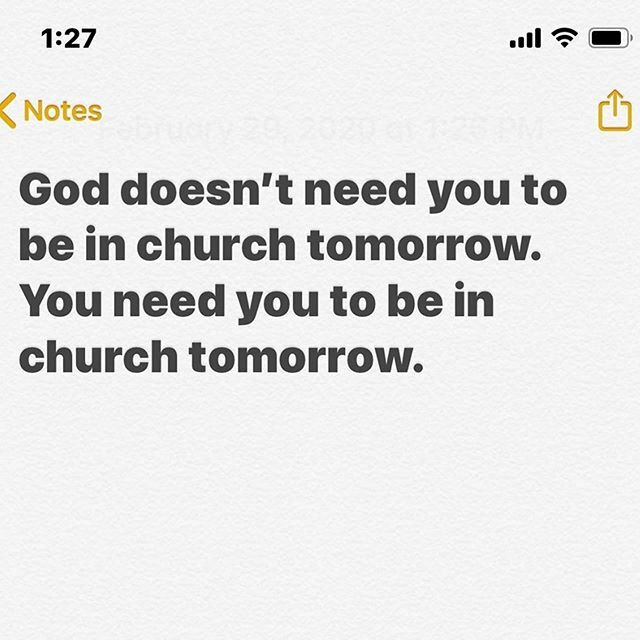 1:27
Notes
February 29, 2020 at 1:26 PM
God doesn't need you to
be in church tomorrow.
You need you to be in
church tomorrow.